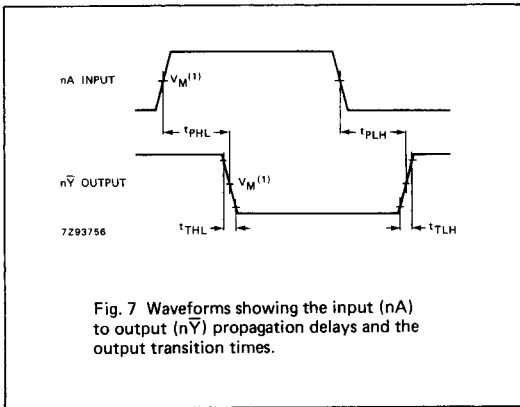 nA INPUT
V_M(1)
t_PHL
t_PLH
nȲ OUTPUT
V_M(1)
7Z93756
t_THL
t_TLH
Fig. 7 Waveforms showing the input (nA)
to output (nȲ) propagation delays and the
output transition times.